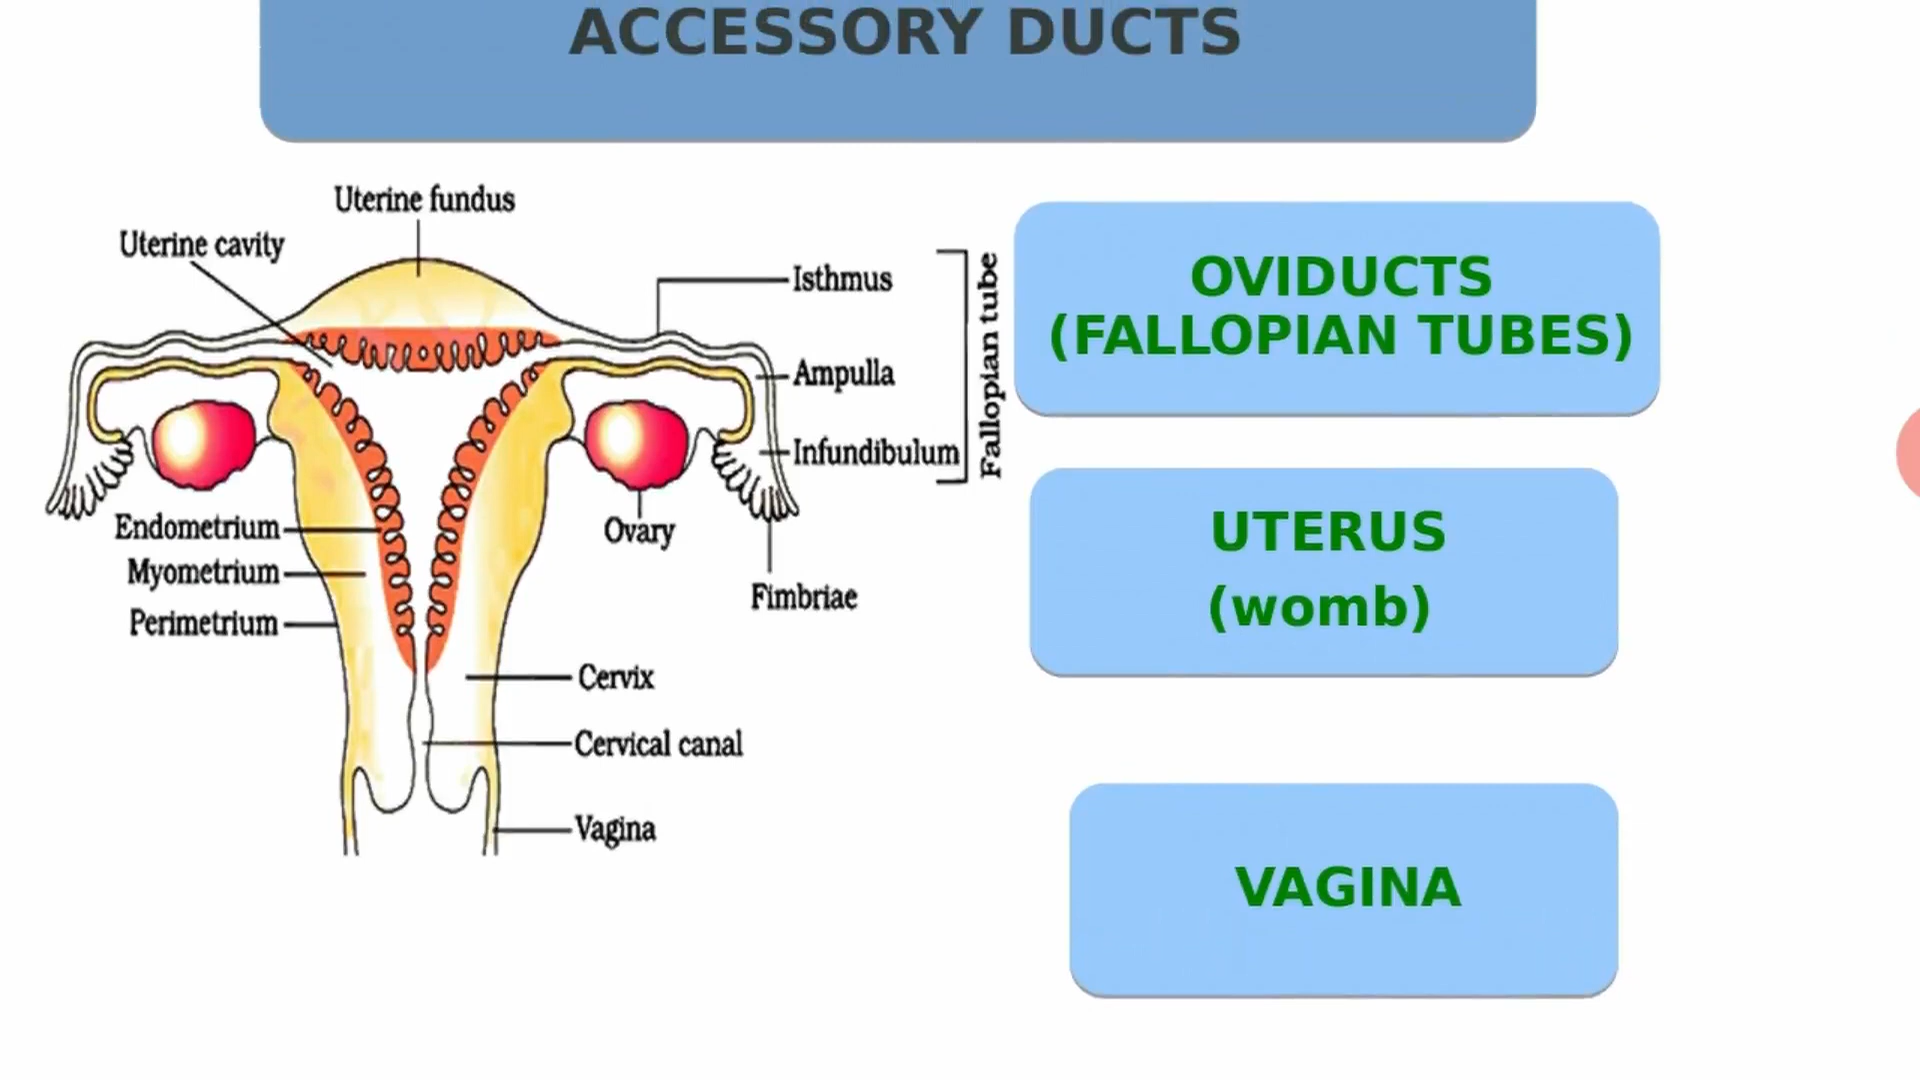 ACCESSORY DUCTS
Uterine fundus
Uterine cavity
Isthmus
Ampulla
Infundibulum
Fallopian tube
Endometrium
Myometrium
Perimetrium
Ovary
Fimbriae
Cervix
Cervical canal
Vagina
OVIDUCTS
(FALLOPIAN TUBES)
UTERUS
(womb)
VAGINA